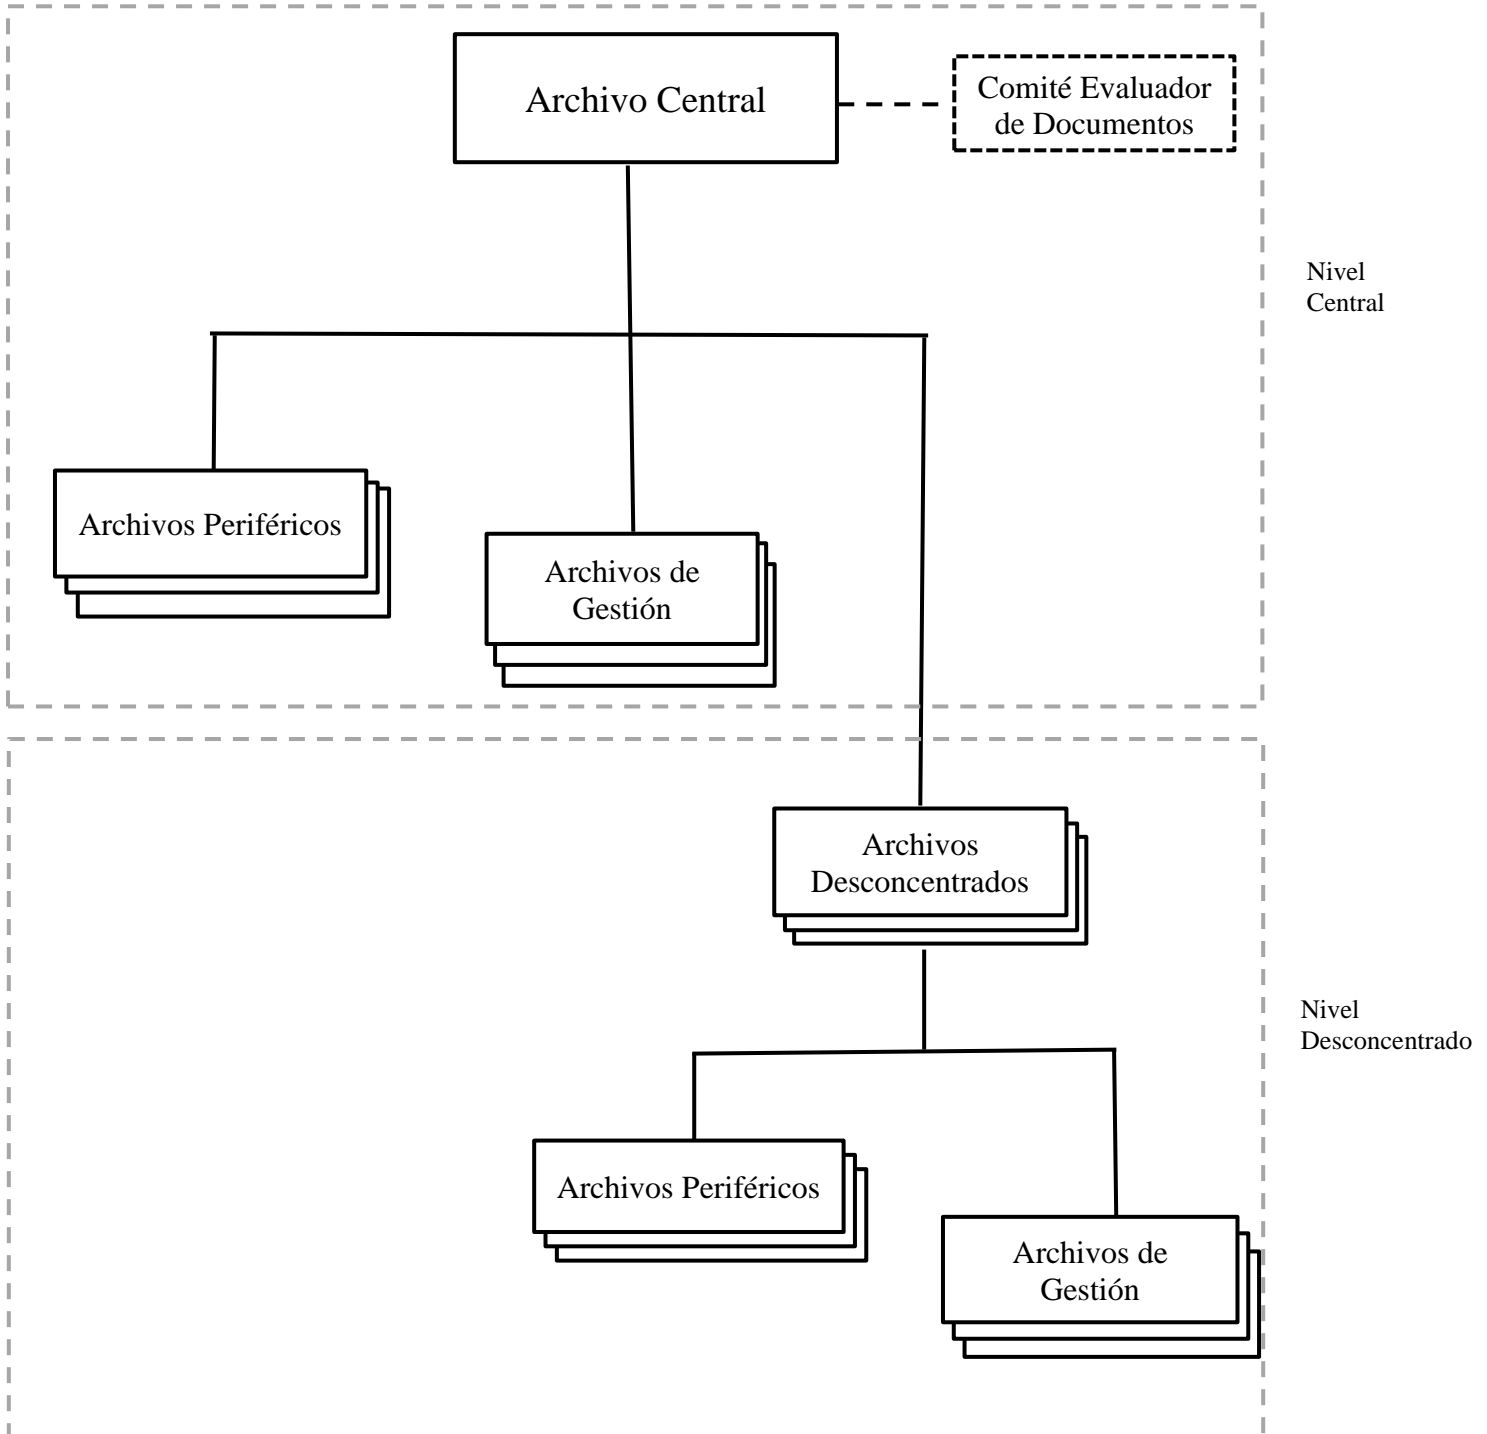 Archivo Central
Comité Evaluador
de Documentos
Nivel
Central
Archivos Periféricos
Archivos de
Gestión
Archivos
Desconcentrados
Nivel
Desconcentrado
Archivos Periféricos
Archivos de
Gestión